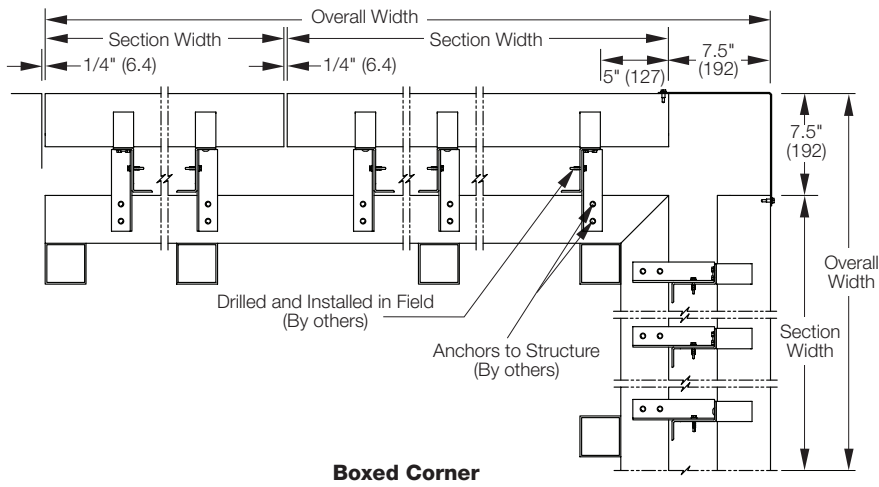 Overall Width
Section Width
Section Width
7.5"
(192)
1/4" (6.4)
1/4" (6.4)
5" (127)
7.5"
(192)
Drilled and Installed in Field
(By others)
Anchors to Structure
(By others)
Overall
Width
Section
Width
Boxed Corner